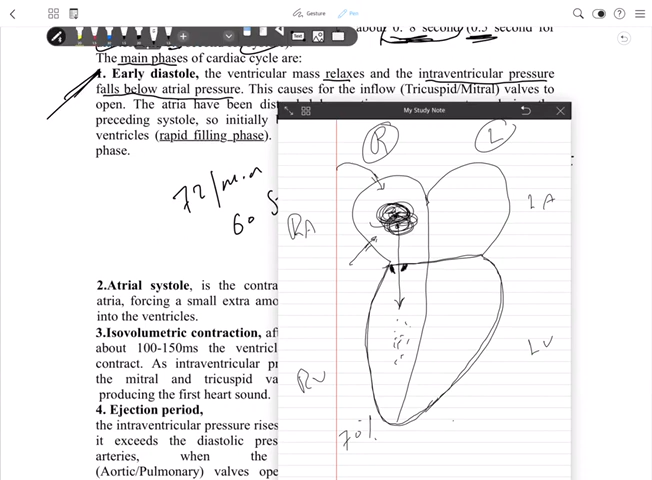 Gesture
Pen
about 0. 8 second (0.5 second for
The main phases of cardiac cycle are:
1. Early diastole, the ventricular mass relaxes and the intraventricular pressure
falls below atrial pressure. This causes for the inflow (Tricuspid/Mitral) valves to
open. The atria have been
preceding systole, so initially
ventricles (rapid filling phase).
phase.
My Study Note
R
L
72/min
60
RA
LA
2.Atrial systole, is the contra
atria, forcing a small extra amo
into the ventricles.
3.Isovolumetric contraction, af
about 100-150ms the ventricl
contract. As intraventricular pr
the mitral and tricuspid va
producing the first heart sound.
LV
RV
4. Ejection period,
the intraventricular pressure rises
it exceeds the diastolic pres
arteries, when the
(Aortic/Pulmonary) valves ope
70%